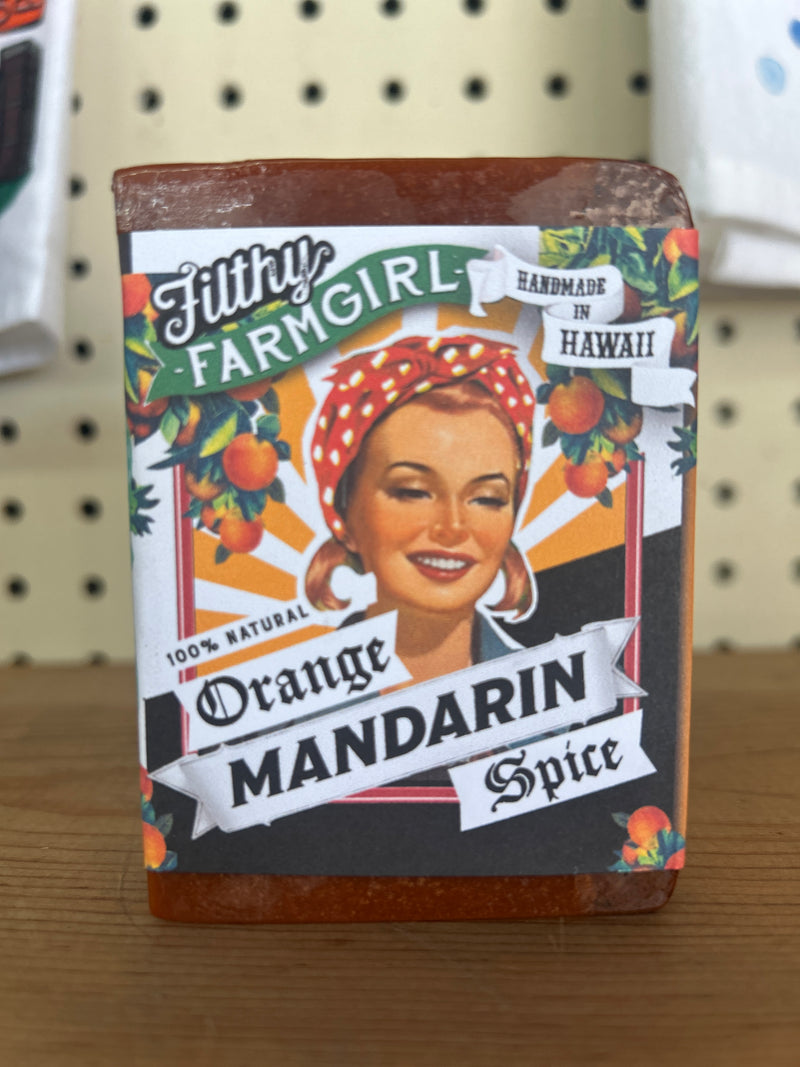 Filthy
-FARMGIRL-
HANDMADE
IN
HAWAII
100% NATURAL
Orange
MANDARIN
Spice